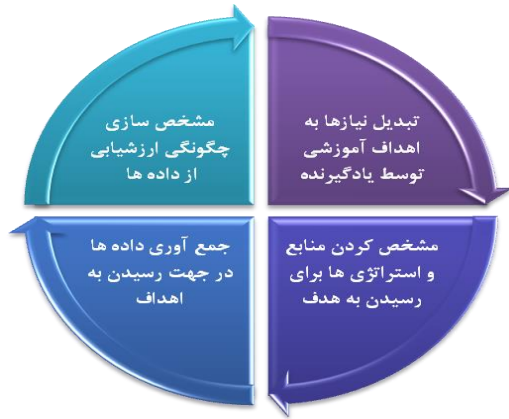 تبدیل نیازها به
اهداف آموزشی
توسط یادگیرنده
مشخص کردن منابع
و استراتژی ها برای
رسیدن به هدف
جمع آوری داده ها
در جهت رسیدن به
اهداف
مشخص سازی
چگونگی ارزشیابی
از داده ها